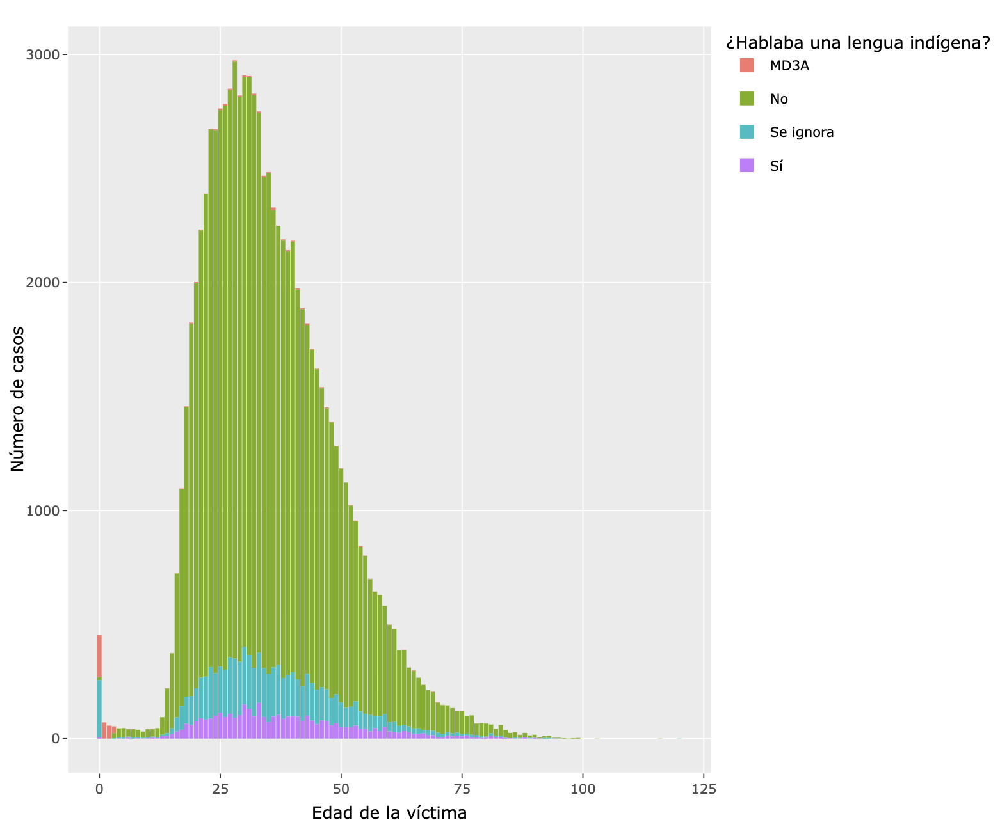 ¿Hablaba una lengua indígena?
MD3A
No
Se ignora
Sí
3000
2000
1000
0
Número de casos
0 25 50 75 100 125
Edad de la víctima